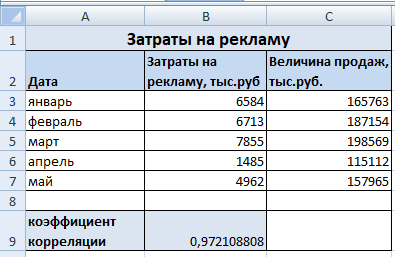 A B C
1 Затраты на рекламу
2 Дата Затраты на рекламу, тыс.руб Величина продаж, тыс.руб.
3 январь 6584 165763
4 февраль 6713 187154
5 март 7855 198569
6 апрель 1485 115112
7 май 4962 157965
8
9 коэффициент корреляции 0,972108808